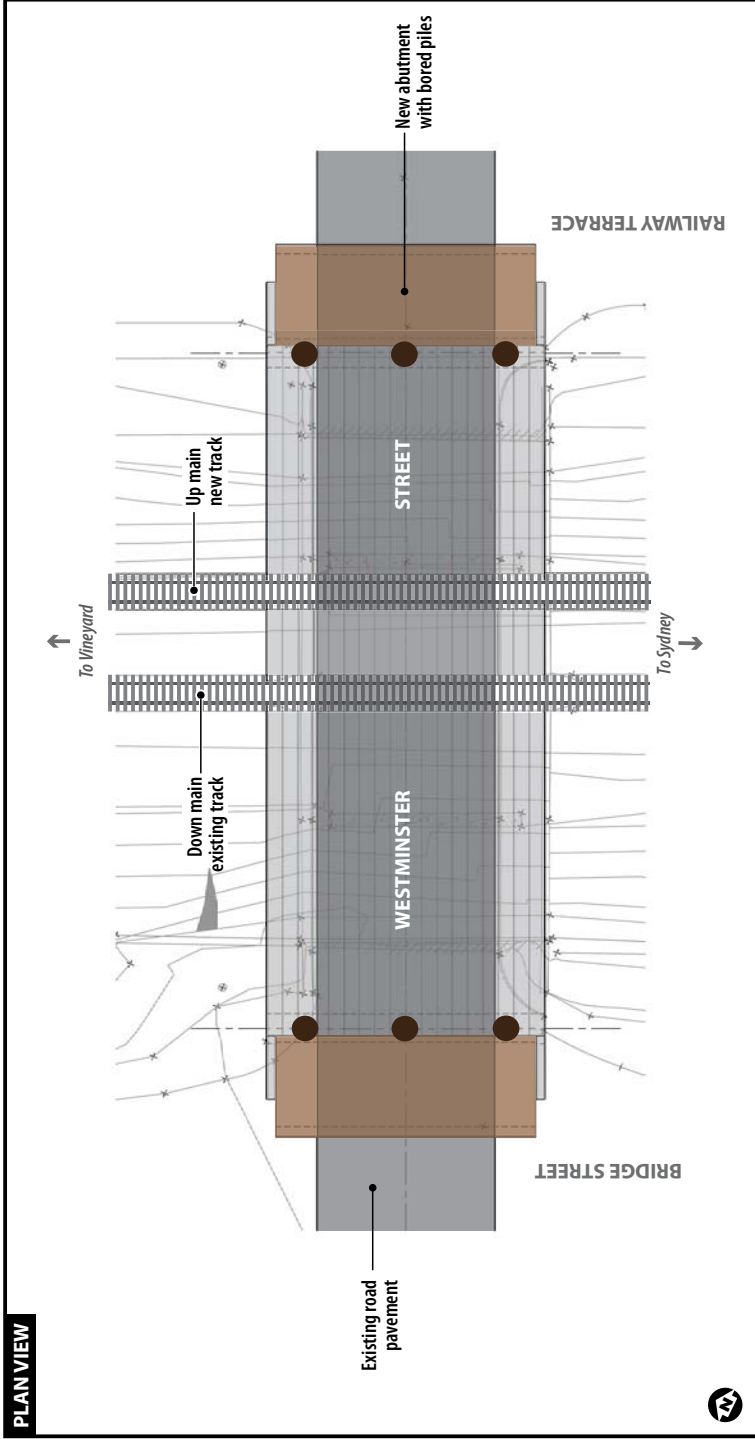 PLAN VIEW
To Vineyard
Up main
new track
Down main
existing track
New abutment
with bored piles
RAILWAY TERRACE
STREET
WESTMINSTER
To Sydney
BRIDGE STREET
Existing road
pavement
N